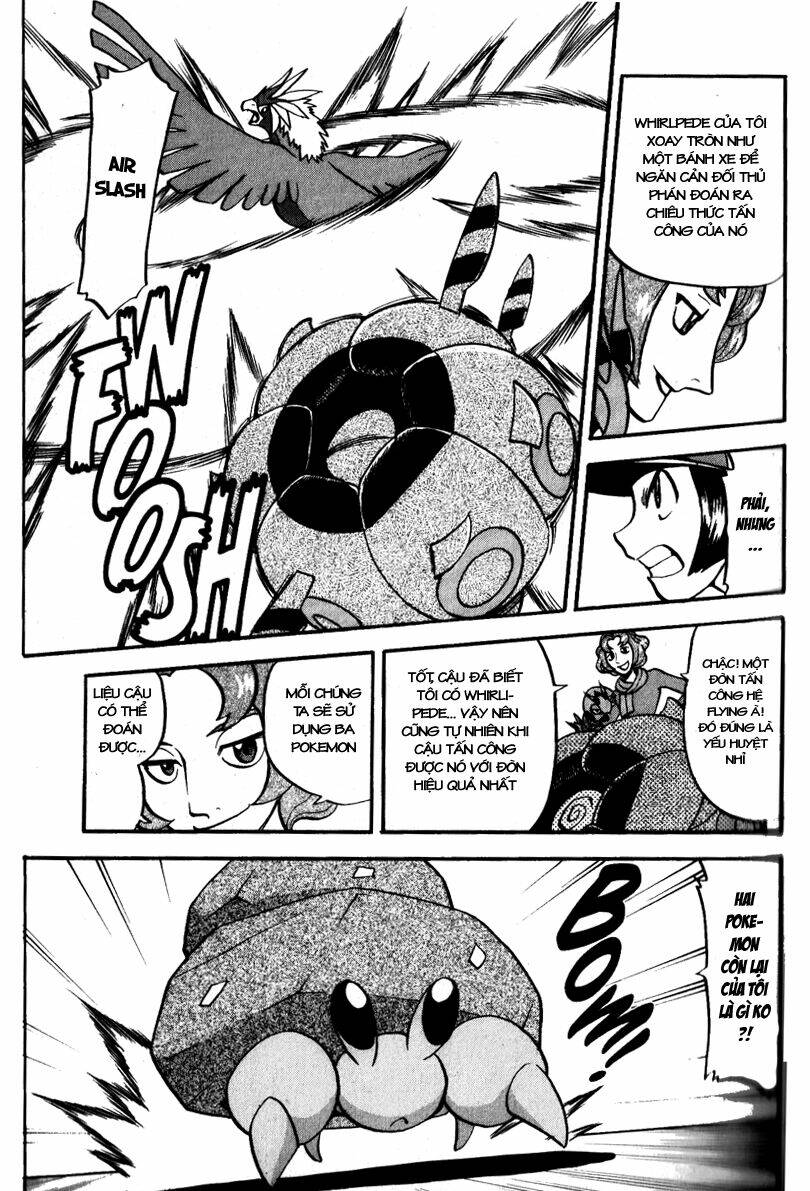 WHIRLPEDE CỦA TÔI
XOAY TRÒN NHƯ
MỘT BÁNH XE ĐỂ
NGĂN CẢN ĐỐI THỦ
PHÁN ĐOÁN RA
CHIÊU THỨC TẤN
CÔNG CỦA NÓ
PHẢI,
NHƯNG
...
AIR
SLASH
FWOOOSH
CHẬC! MỘT
ĐÒN TẤN
CÔNG HỆ
FLYING À!
ĐÓ ĐÚNG LÀ
YẾU HUYỆT
NHỈ
TỐT, CẬU ĐÃ BIẾT
TÔI CÓ WHIRLI-
PEDE... VẬY NÊN
CŨNG TỰ NHIÊN KHI
CẬU TẤN CÔNG
ĐƯỢC NÓ VỚI ĐÒN
HIỆU QUẢ NHẤT
MỖI CHÚNG
TA SẼ SỬ
DỤNG BA
POKEMON
LIỆU CẬU
CÓ THỂ
ĐOÁN
ĐƯỢC...
HAI
POKE-
MON
CÒN LẠI
CỦA TÔI
LÀ GÌ KO
?!
BOM!